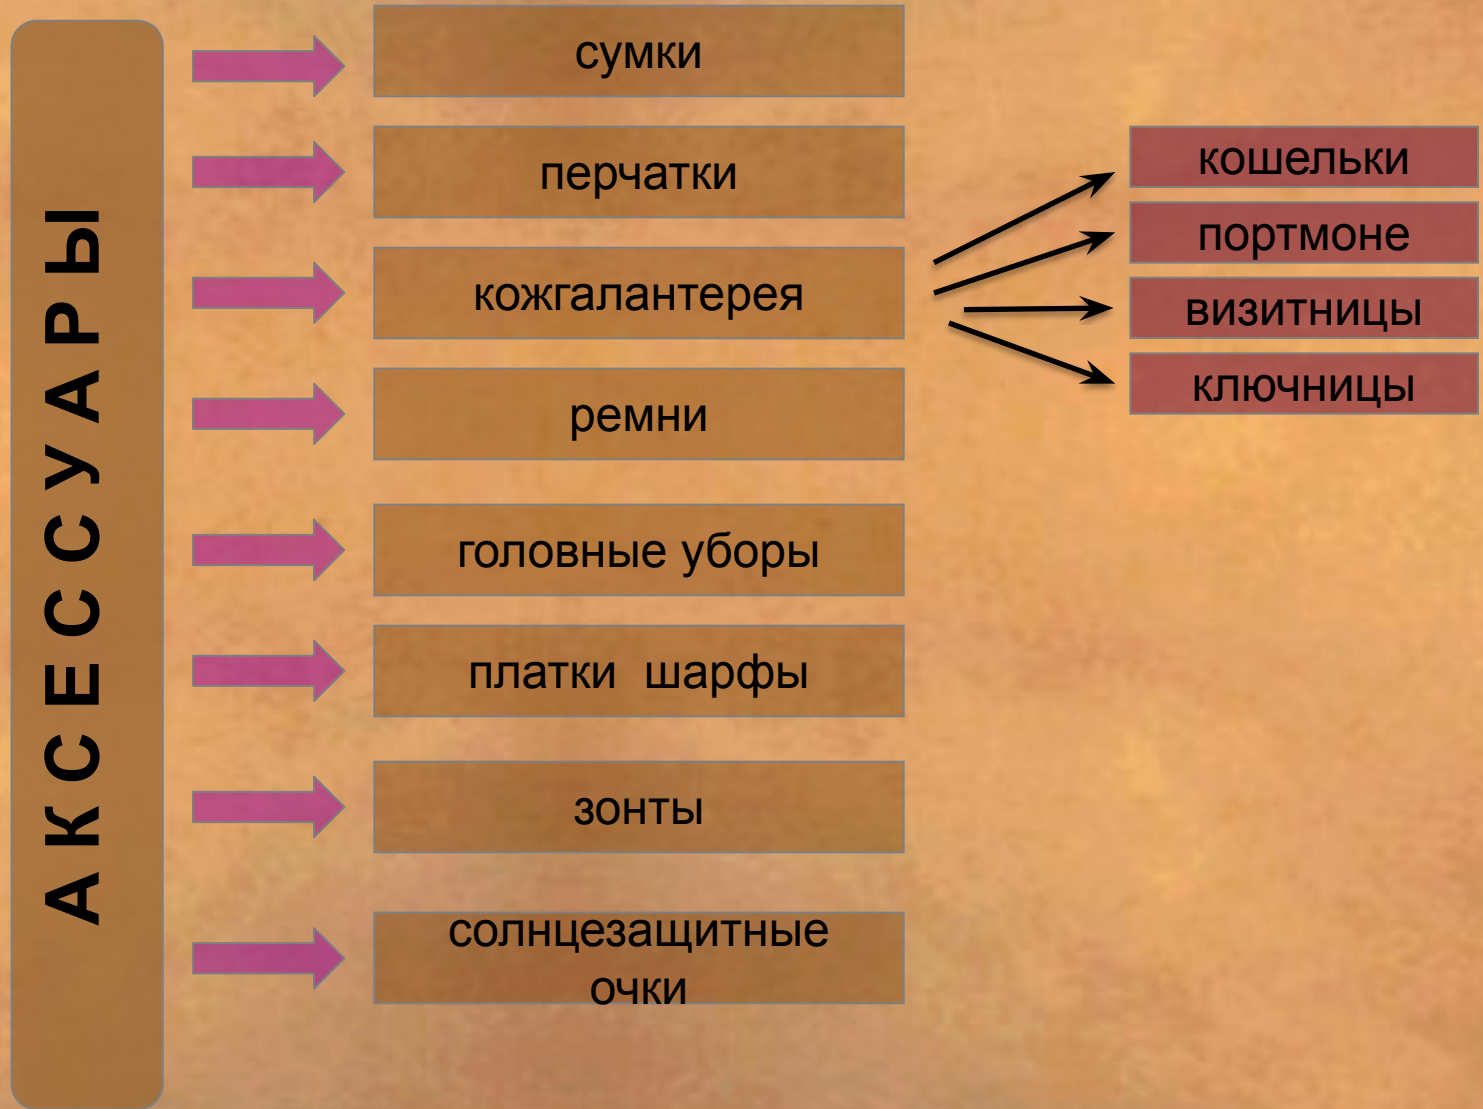 АКСЕССУАРЫ
сумки
перчатки
кожгалантерея
ремни
головные уборы
платки шарфы
зонты
солнцезащитные
очки
кошельки
портмоне
визитницы
ключницы